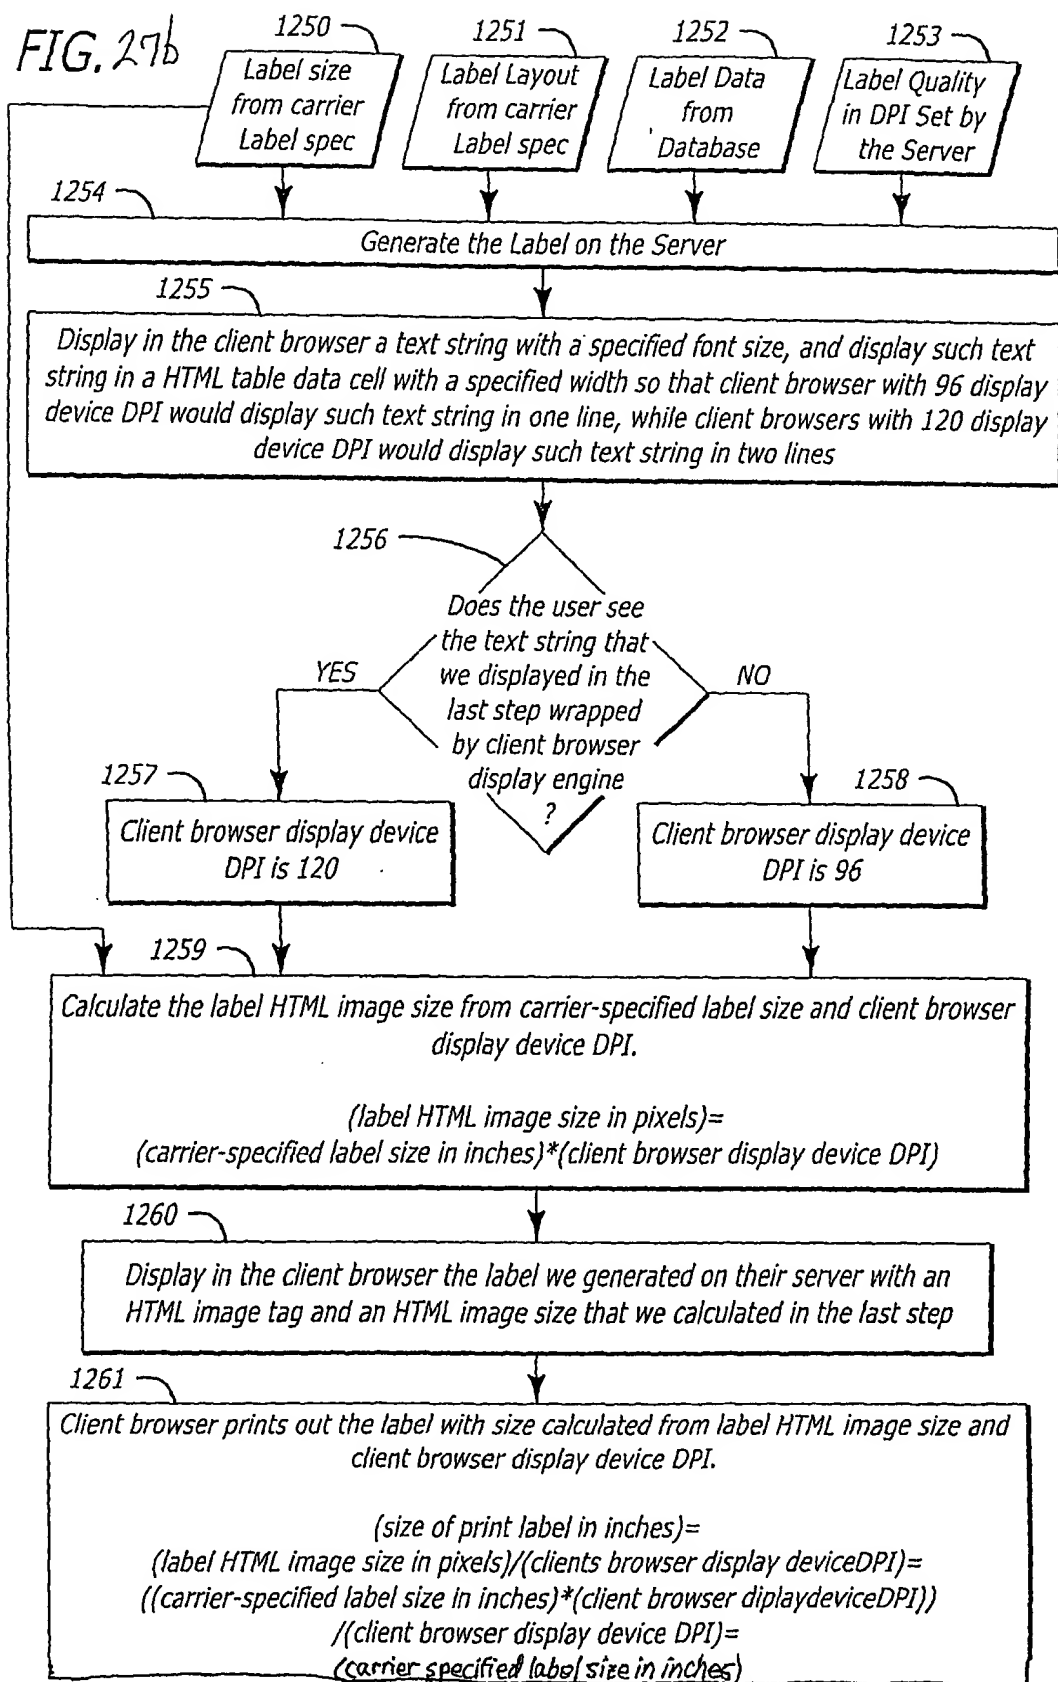 FIG. 27b
1250
1251
1252
1253
Label size
from carrier
Label spec
Label Layout
from carrier
Label spec
Label Data
from
Database
Label Quality
in DPI Set by
the Server
1254
Generate the Label on the Server
1255
Display in the client browser a text string with a specified font size, and display such text
string in a HTML table data cell with a specified width so that client browser with 96 display
device DPI would display such text string in one line, while client browsers with 120 display
device DPI would display such text string in two lines
1256
Does the user see
the text string that
we displayed in the
last step wrapped
by client browser
display engine
?
YES
NO
1257
Client browser display device
DPI is 120
1258
Client browser display device
DPI is 96
1259
Calculate the label HTML image size from carrier-specified label size and client browser
display device DPI.
(label HTML image size in pixels)=
(carrier-specified label size in inches)*(client browser display device DPI)
1260
Display in the client browser the label we generated on their server with an
HTML image tag and an HTML image size that we calculated in the last step
1261
Client browser prints out the label with size calculated from label HTML image size and
client browser display device DPI.
(size of print label in inches)=
(label HTML image size in pixels)/(clients browser display deviceDPI)=
((carrier-specified label size in inches)*(client browser diplaydeviceDPI))
/(client browser display device DPI)=
(carrier specified label size in inches)